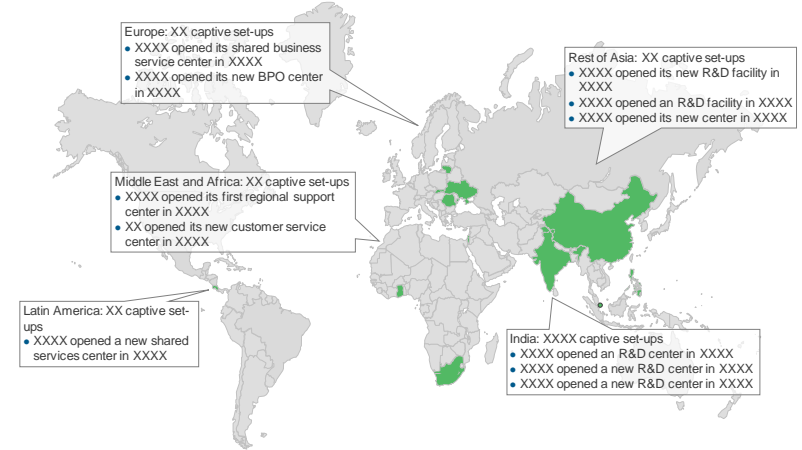 Europe: XX captive set-ups
● XXXX opened its shared business
service center in XXXX
● XXXX opened its new BPO center
in XXXX
Rest of Asia: XX captive set-ups
● XXXX opened its new R&D facility in
XXXX
● XXXX opened an R&D facility in XXXX
● XXXX opened its new center in XXXX
Middle East and Africa: XX captive set-ups
● XXXX opened its first regional support
center in XXXX
● XX opened its new customer service
center in XXXX
Latin America: XX captive set-
ups
● XXXX opened a new shared
services center in XXXX
India: XXXX captive set-ups
● XXXX opened an R&D center in XXXX
● XXXX opened a new R&D center in XXXX
● XXXX opened a new R&D center in XXXX